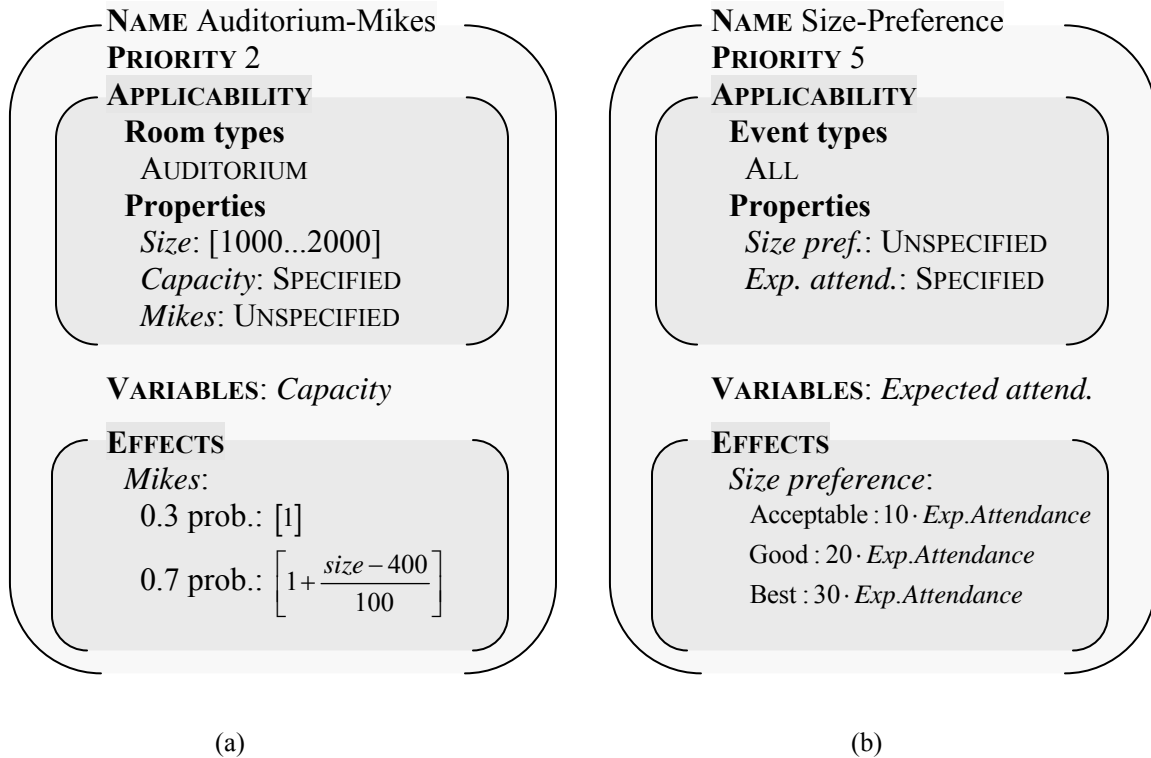 NAME Auditorium-Mikes
PRIORITY 2
APPLICABILITY
Room types
AUDITORIUM
Properties
Size: [1000...2000]
Capacity: SPECIFIED
Mikes: UNSPECIFIED
VARIABLES: Capacity
EFFECTS
Mikes:
0.3 prob.: [1]
0.7 prob.: [1 + (size − 400) / 100]
(a)
NAME Size-Preference
PRIORITY 5
APPLICABILITY
Event types
ALL
Properties
Size pref.: UNSPECIFIED
Exp. attend.: SPECIFIED
VARIABLES: Expected attend.
EFFECTS
Size preference:
Acceptable : 10 · Exp.Attendance
Good : 20 · Exp.Attendance
Best : 30 · Exp.Attendance
(b)